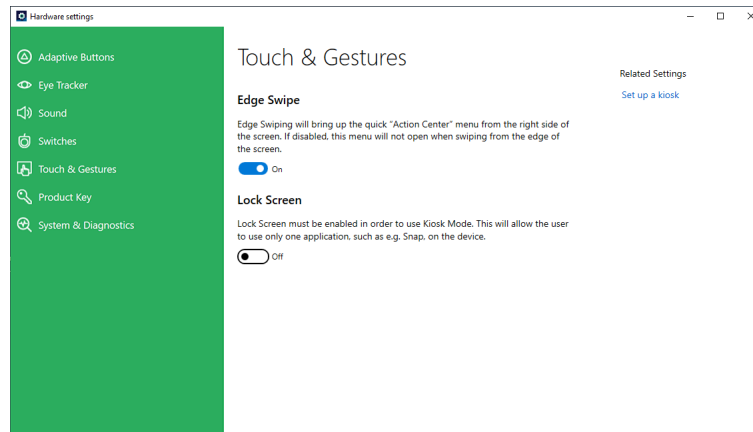 Hardware settings
Adaptive Buttons
Eye Tracker
Sound
Switches
Touch & Gestures
Product Key
System & Diagnostics
Touch & Gestures
Edge Swipe
Edge Swiping will bring up the quick "Action Center" menu from the right side of
the screen. If disabled, this menu will not open when swiping from the edge of
the screen.
On
Lock Screen
Lock Screen must be enabled in order to use Kiosk Mode. This will allow the user
to use only one application, such as e.g. Snap, on the device.
Off
Related Settings
Set up a kiosk